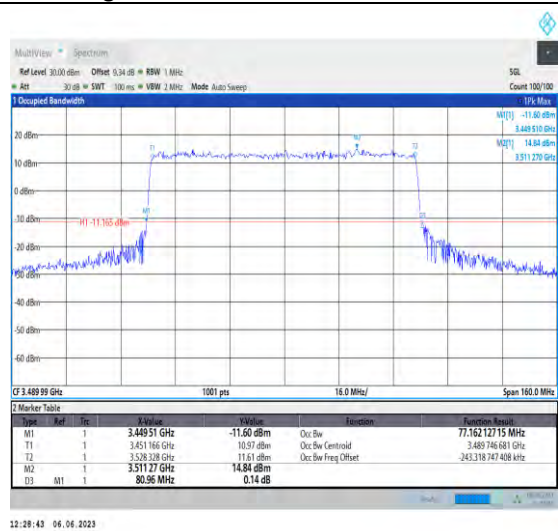 MultiView Spectrum
Ref Level 30.00 dBm Offset 9.34 dB RBW 1 MHz SGL
Att 30 dB SWT 100 ms VBW 2 MHz Mode Auto Sweep Count 100/100
1 Occupied Bandwidth 1Pk Max
M1[1] -11.60 dBm
3.449 510 GHz
M2[1] 14.84 dBm
3.511 270 GHz
20 dBm
T1 M2 T2
10 dBm
0 dBm
M1
-10 dBm
H1 -11.165 dBm
D3
-20 dBm
-30 dBm
-40 dBm
-50 dBm
-60 dBm
CF 3.489 99 GHz 1001 pts 16.0 MHz/ Span 160.0 MHz
2 Marker Table
Type Ref Trc X-Value Y-Value Function Function Result
M1 1 3.449 51 GHz -11.60 dBm Occ Bw 77.162 127 15 MHz
T1 1 3.451 166 GHz 10.97 dBm Occ Bw Centroid 3.489 746 681 GHz
T2 1 3.528 328 GHz 11.61 dBm Occ Bw Freq Offset -243.318 747 408 kHz
M2 1 3.511 27 GHz 14.84 dBm
D3 M1 1 80.96 MHz 0.14 dB
12:28:43 06.06.2023